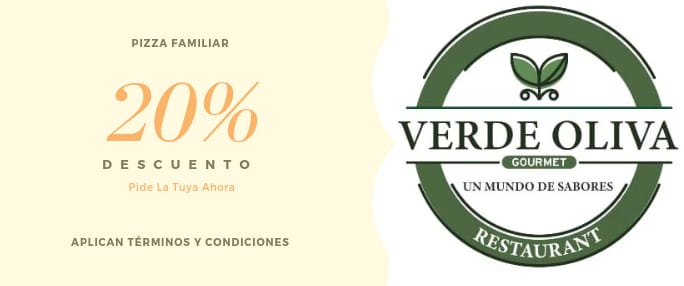 PIZZA FAMILIAR
20%
DESCUENTO
Pide La Tuya Ahora
APLICAN TÉRMINOS Y CONDICIONES
VERDE OLIVA
GOURMET
UN MUNDO DE SABORES
RESTAURANT